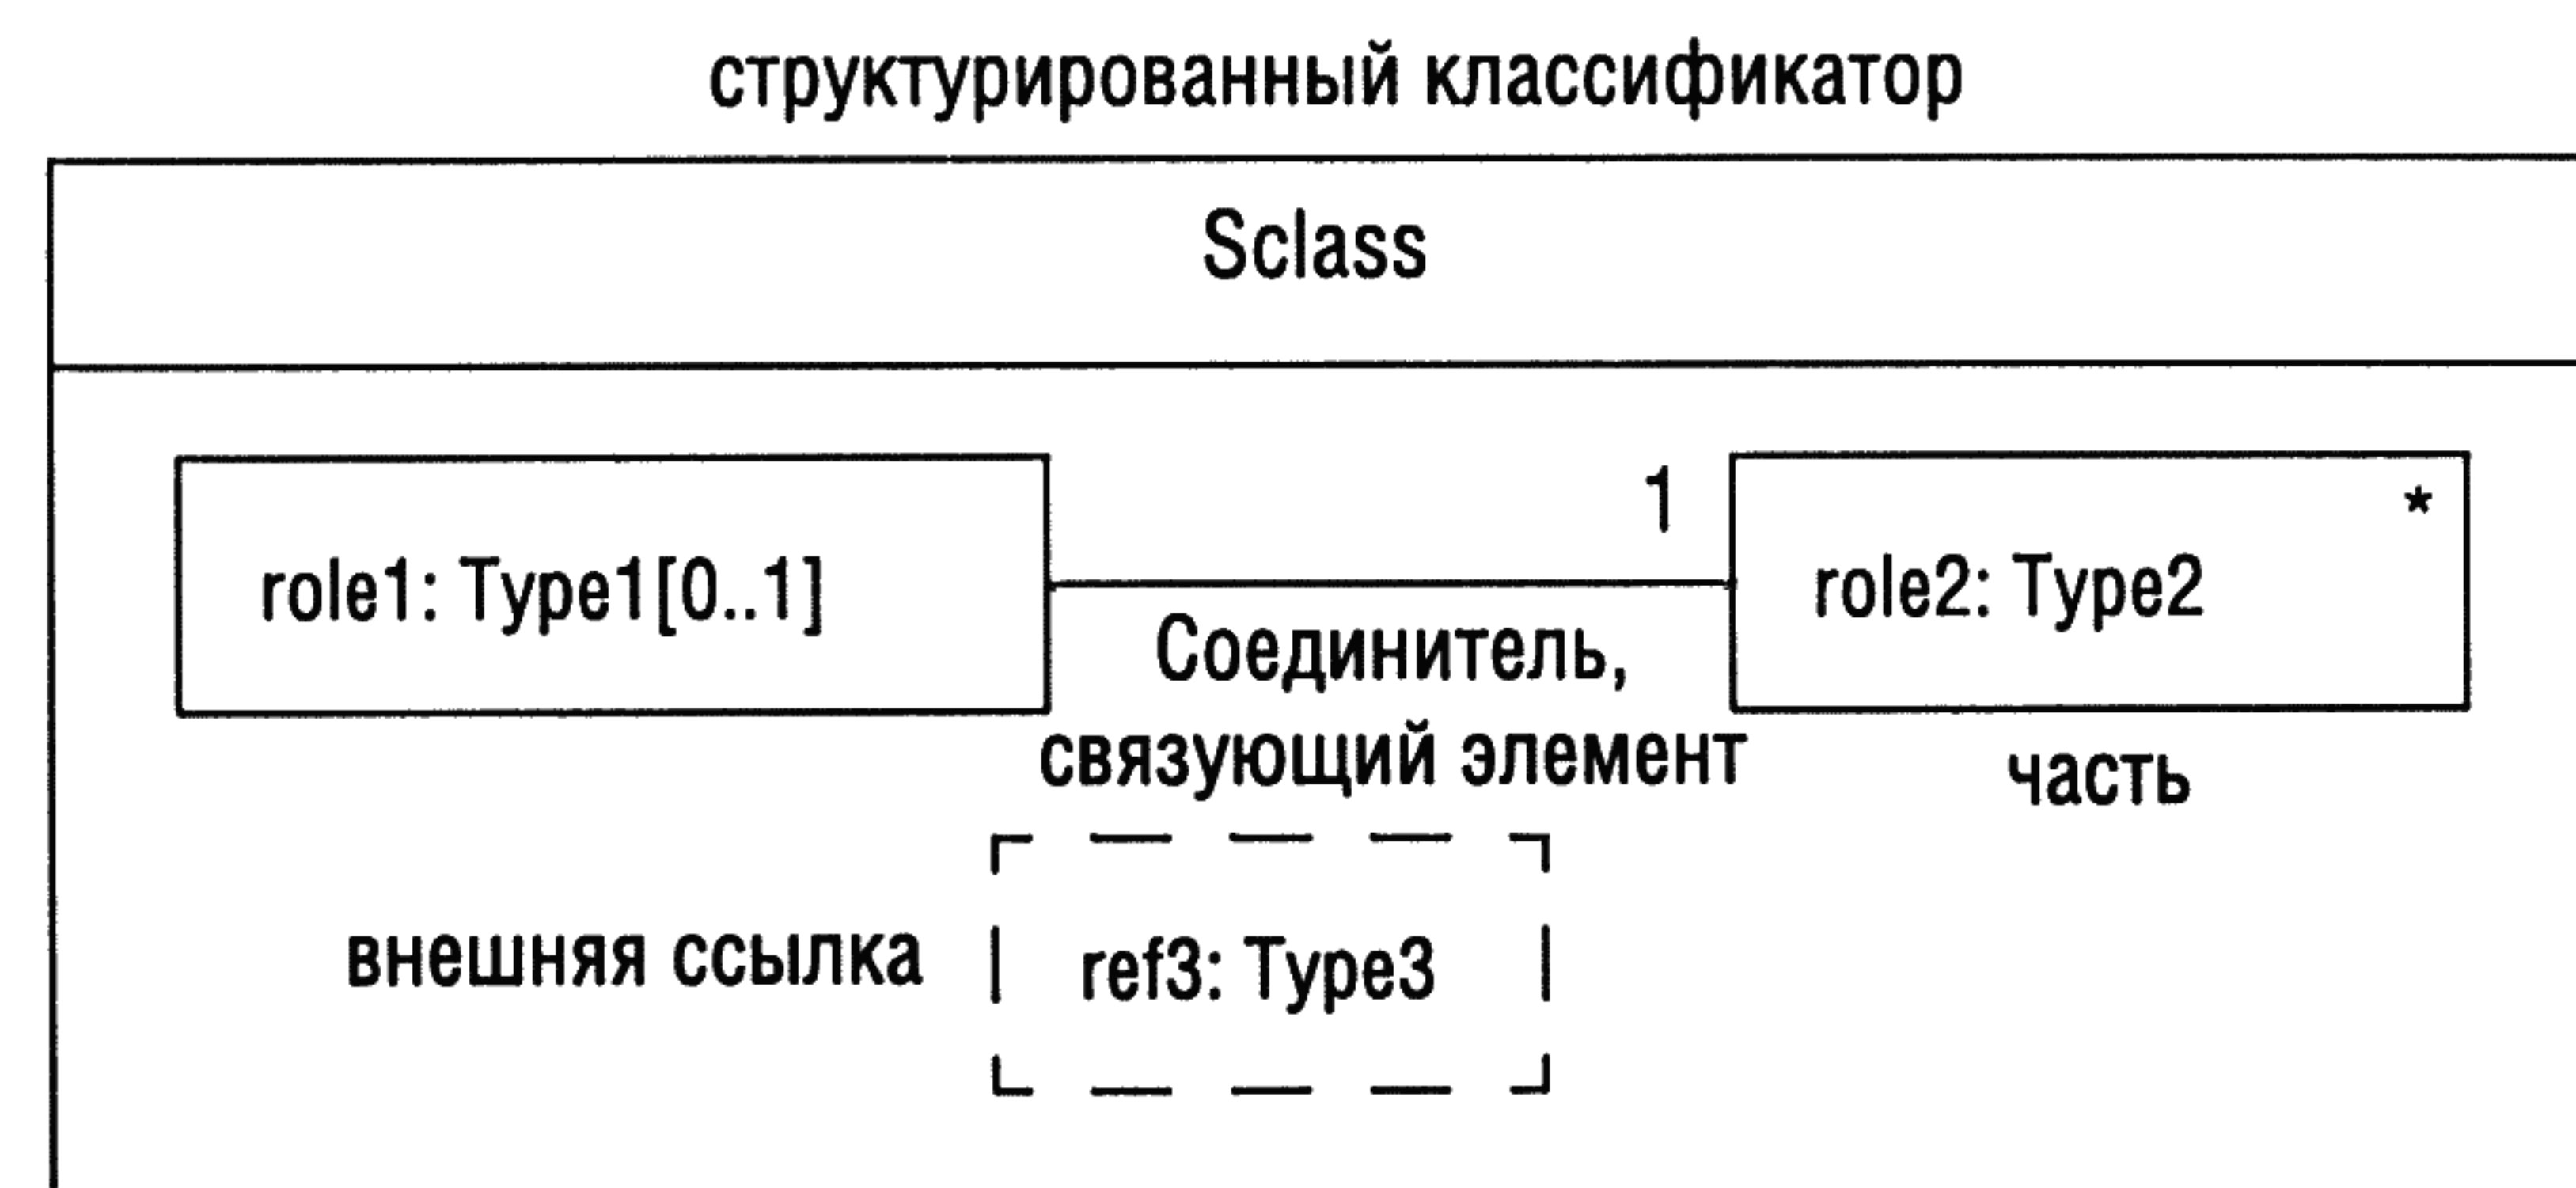 структурированный классификатор
Sclass
1
*
role1: Type1[0..1]
role2: Type2
Соединитель,
связующий элемент
часть
внешняя ссылка
ref3: Type3